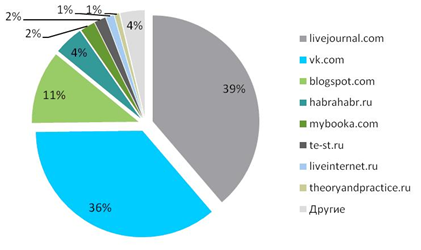 1%
1%
2%
2%
4%
4%
39%
11%
36%
livejournal.com
vk.com
blogspot.com
habrahabr.ru
mybooka.com
te-st.ru
liveinternet.ru
theoryandpractice.ru
Другие